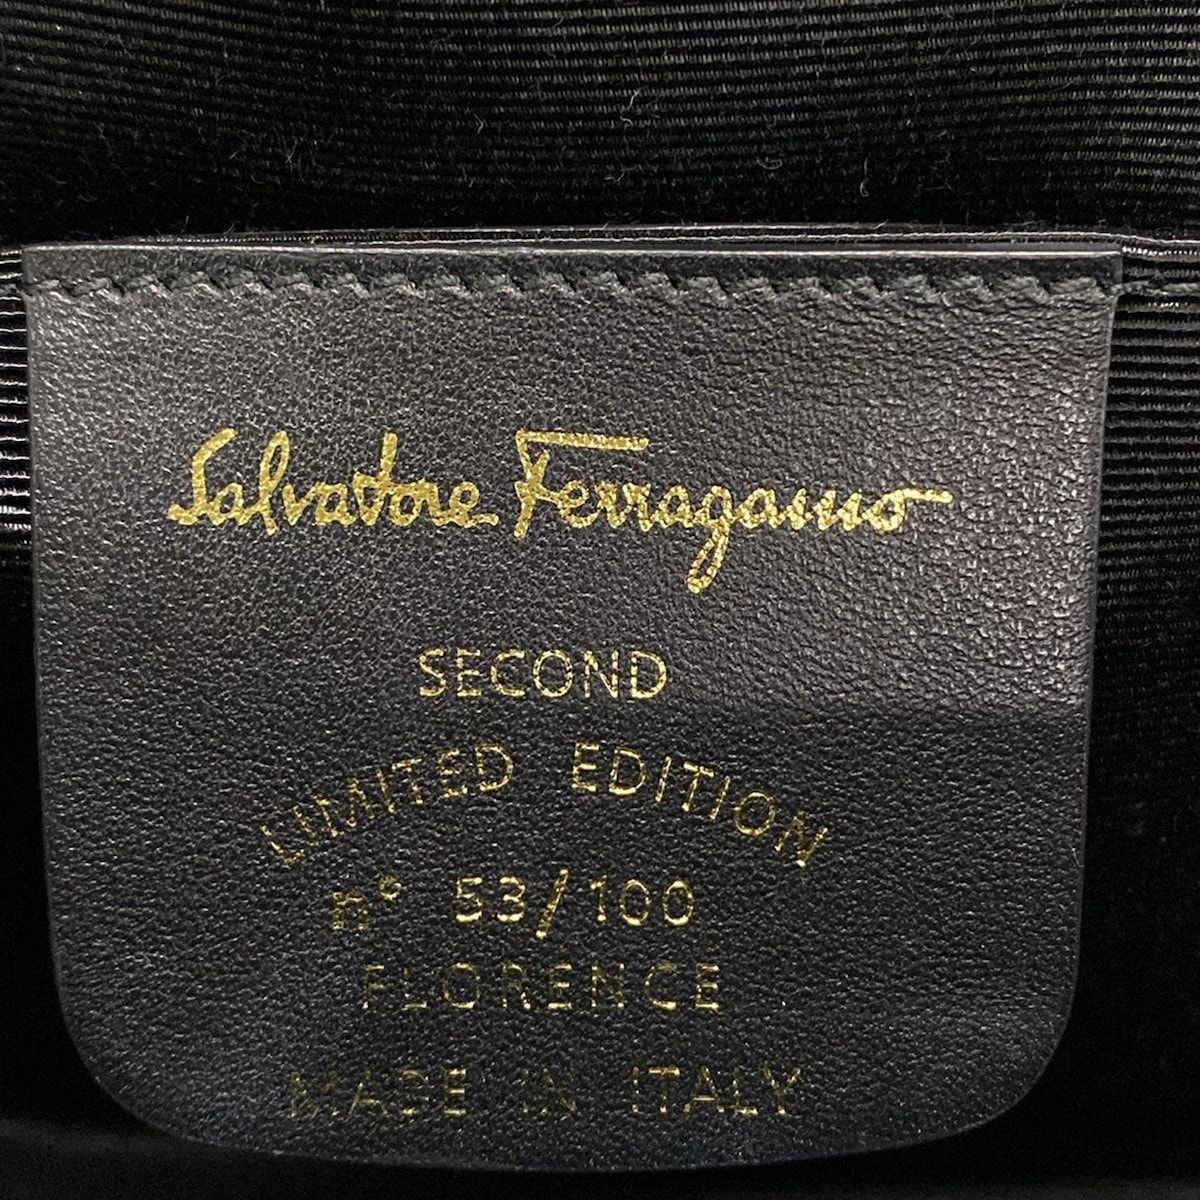 Salvatore Ferragamo
SECOND
LIMITED EDITION
n° 53/100
FLORENCE
MADE IN ITALY